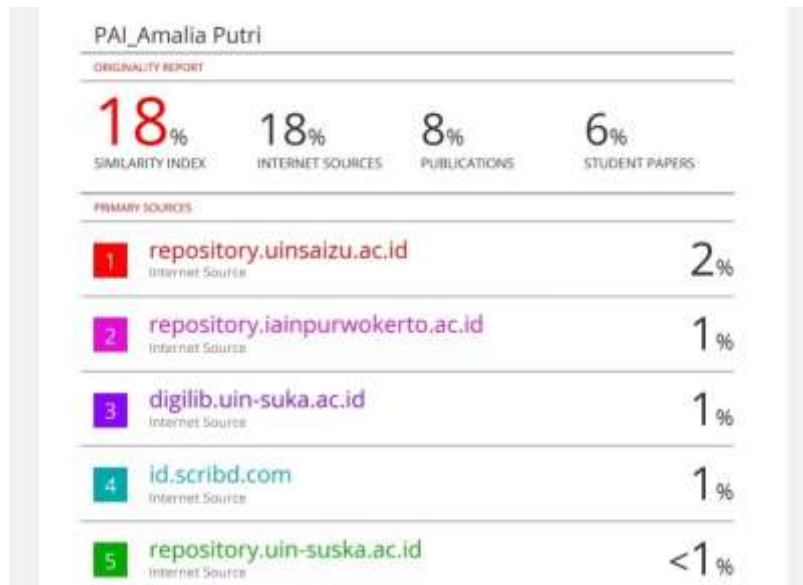 PAI_Amalia Putri
ORIGINALITY REPORT
18% 18% 8% 6%
SIMILARITY INDEX INTERNET SOURCES PUBLICATIONS STUDENT PAPERS
PRIMARY SOURCES
1 repository.uinsaizu.ac.id 2%
Internet Source
2 repository.iainpurwokerto.ac.id 1%
Internet Source
3 digilib.uin-suka.ac.id 1%
Internet Source
4 id.scribd.com 1%
Internet Source
5 repository.uin-suska.ac.id <1%
Internet Source